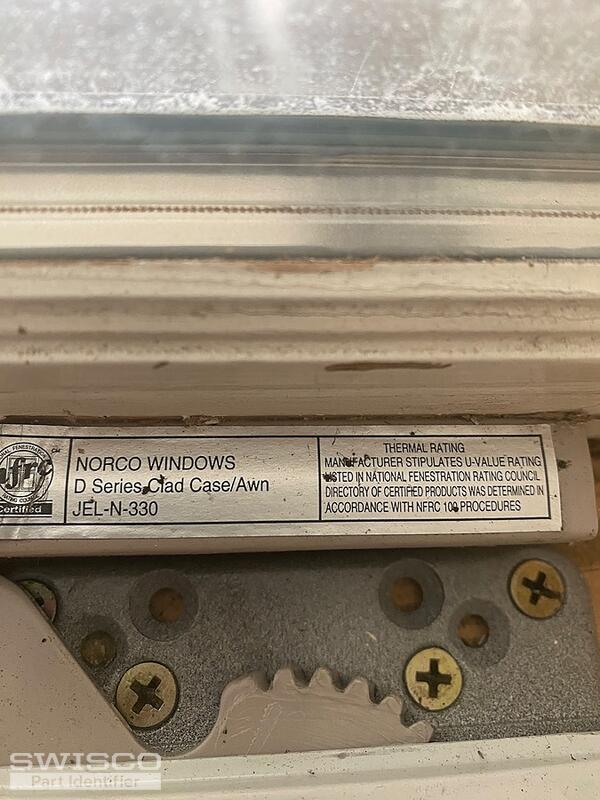 NORCO WINDOWS
D Series Clad Case/Awn
JEL-N-330
Certified
THERMAL RATING
MANUFACTURER STIPULATES U-VALUE RATING
LISTED IN NATIONAL FENESTRATION RATING COUNCIL
DIRECTORY OF CERTIFIED PRODUCTS WAS DETERMINED IN
ACCORDANCE WITH NFRC 100 PROCEDURES
SWISCO
Part Identifier